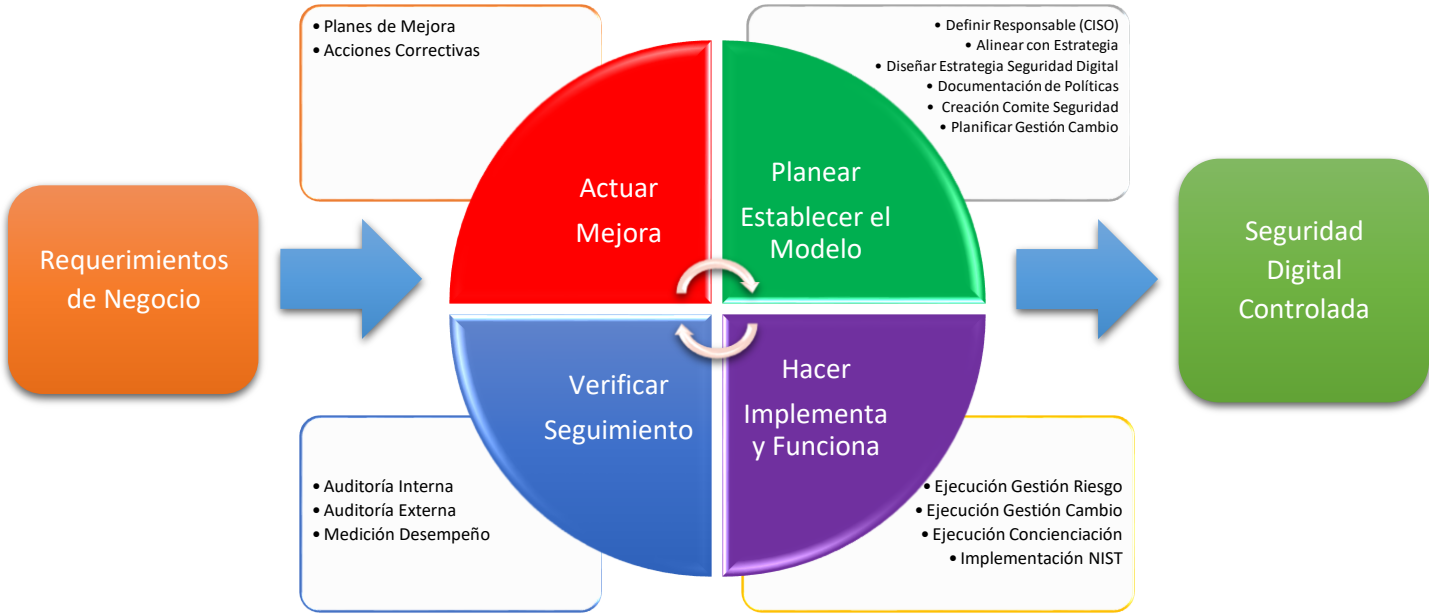 • Planes de Mejora
• Acciones Correctivas
• Definir Responsable (CISO)
• Alinear con Estrategia
• Diseñar Estrategia Seguridad Digital
• Documentación de Políticas
• Creación Comite Seguridad
• Planificar Gestión Cambio
Requerimientos
de Negocio
Actuar
Mejora
Planear
Establecer el
Modelo
Verificar
Seguimiento
Hacer
Implementa
y Funciona
Seguridad
Digital
Controlada
• Auditoría Interna
• Auditoría Externa
• Medición Desempeño
• Ejecución Gestión Riesgo
• Ejecución Gestión Cambio
• Ejecución Concienciación
• Implementación NIST